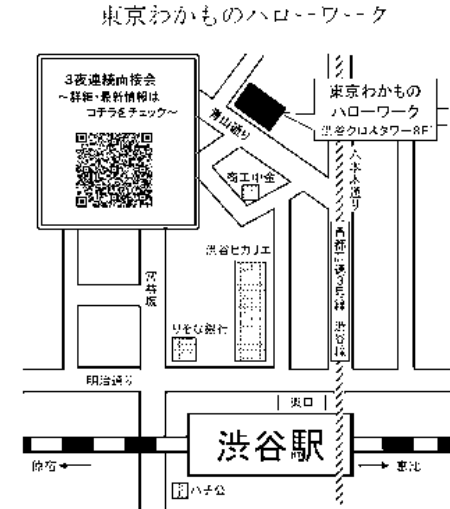 東京わかものハローワーク
3夜連続面接会
～詳細・最新情報は
コチラをチェック～
東京わかもの
ハローワーク
渋谷クロスタワー8F
青山通り
六本木通り
商工中金
首都高速3号線 渋谷線
渋谷ヒカリエ
宮益坂
りそな銀行
明治通り
東口
渋谷駅
原宿
恵比
ハチ公